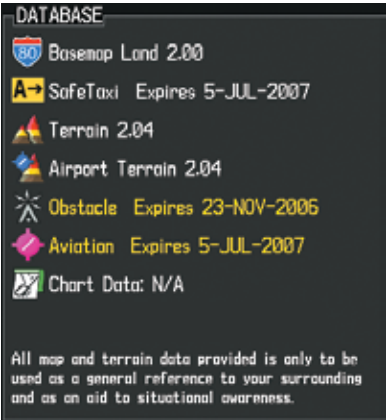 DATABASE
80 Basemap Land 2.00
A→ SafeTaxi Expires 5-JUL-2007
Terrain 2.04
Airport Terrain 2.04
Obstacle Expires 23-NOV-2006
Aviation Expires 5-JUL-2007
Chart Data: N/A
All map and terrain data provided is only to be
used as a general reference to your surrounding
and as an aid to situational awareness.